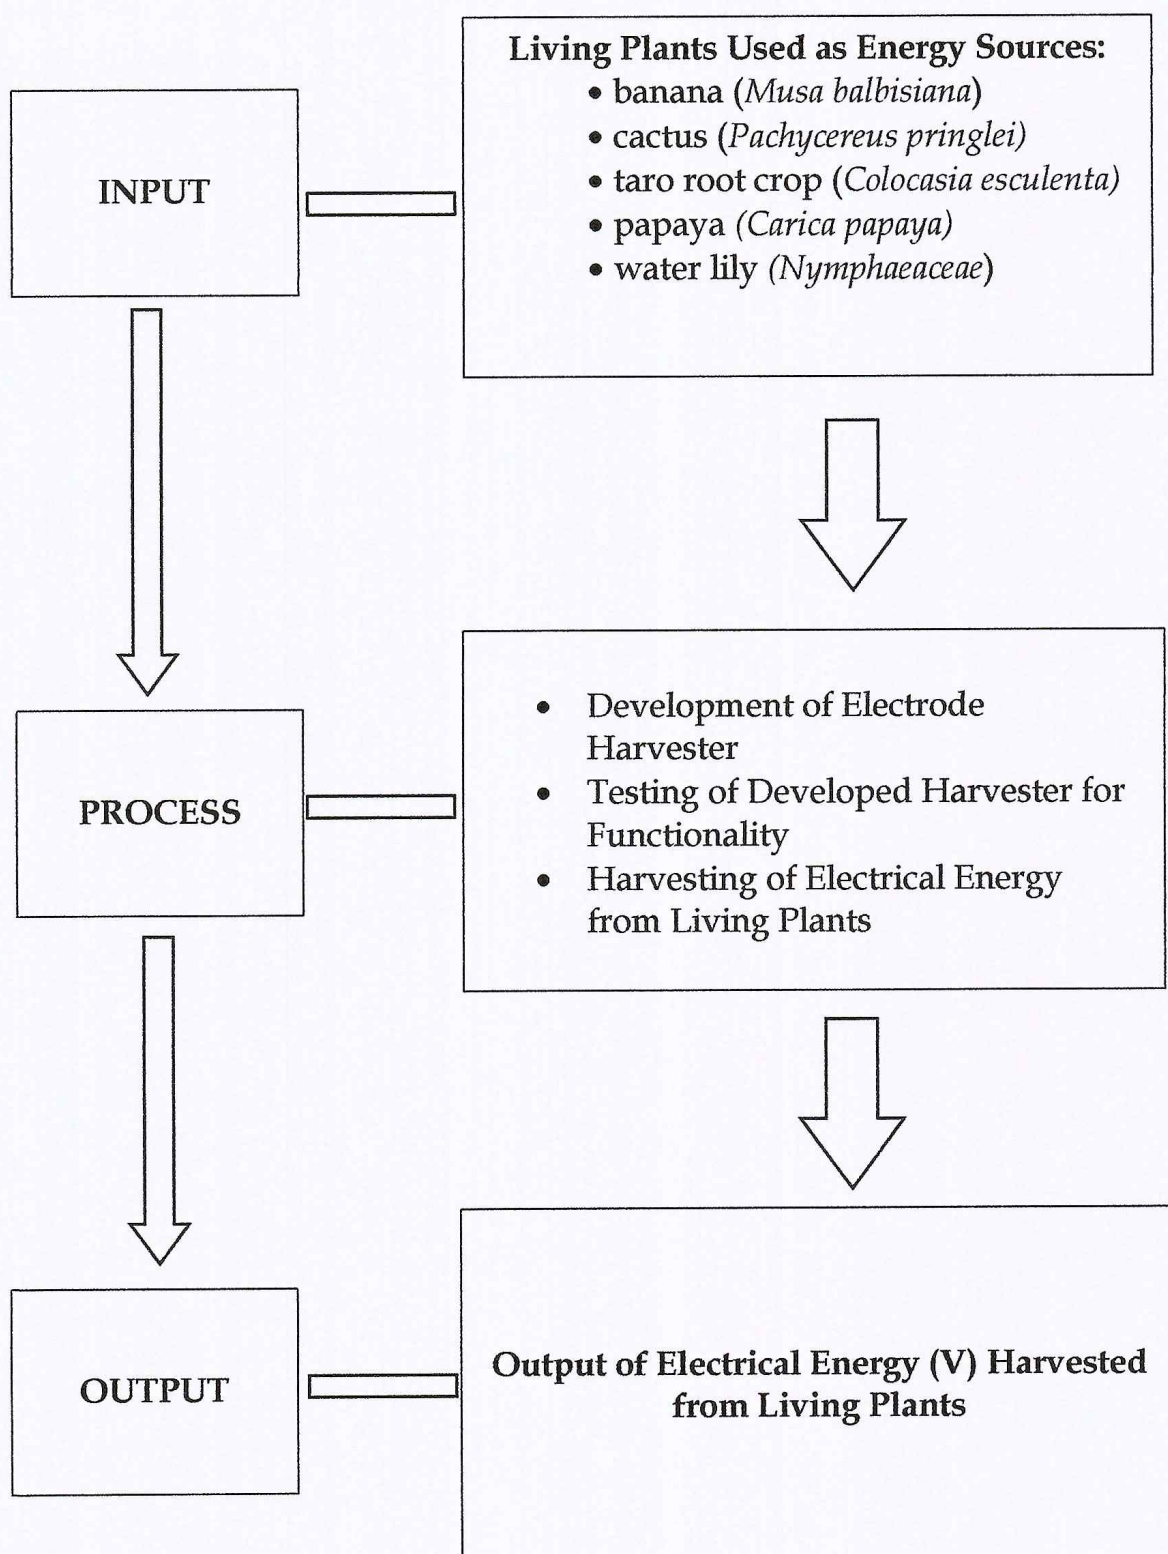 INPUT
Living Plants Used as Energy Sources:
• banana (Musa balbisiana)
• cactus (Pachycereus pringlei)
• taro root crop (Colocasia esculenta)
• papaya (Carica papaya)
• water lily (Nymphaeaceae)
PROCESS
• Development of Electrode
Harvester
• Testing of Developed Harvester for
Functionality
• Harvesting of Electrical Energy
from Living Plants
OUTPUT
Output of Electrical Energy (V) Harvested
from Living Plants